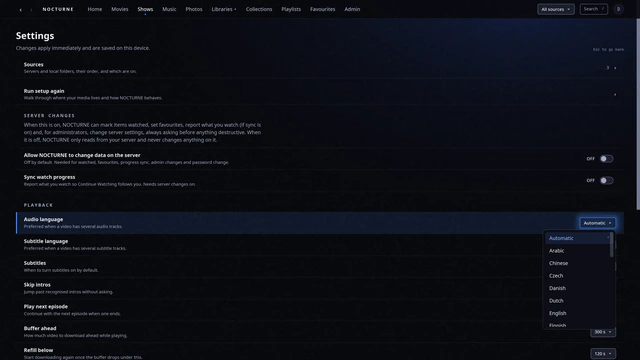 NOCTURNE Home Movies Shows Music Photos Libraries Collections Playlists Favourites Admin All sources Search /
Settings
Changes apply immediately and are saved on this device.
Esc to go back
Sources
Servers and local folders, their order, and which are on.
Run setup again
Walk through where your media lives and how NOCTURNE behaves.
SERVER CHANGES
When this is on, NOCTURNE can mark items watched, set favourites, report what you watch (if sync is
on) and, for administrators, change server settings, always asking before anything destructive. When
it is off, NOCTURNE only reads from your server and never changes anything on it.
Allow NOCTURNE to change data on the server
Off by default. Needed for watched, favourites, progress sync, admin changes and password change.
OFF
Sync watch progress
Report what you watch so Continue Watching follows you. Needs server changes on.
OFF
PLAYBACK
Audio language
Preferred when a video has several audio tracks.
Automatic
Subtitle language
Preferred when a video has several subtitle tracks.
Subtitles
When to turn subtitles on by default.
Skip intros
Jump past recognised intros without asking.
Play next episode
Continue with the next episode when one ends.
Buffer ahead
How much video to download ahead while playing.
300 s
Refill below
Start downloading again once the buffer drops under this.
120 s
Automatic
Arabic
Chinese
Czech
Danish
Dutch
English
Finnish